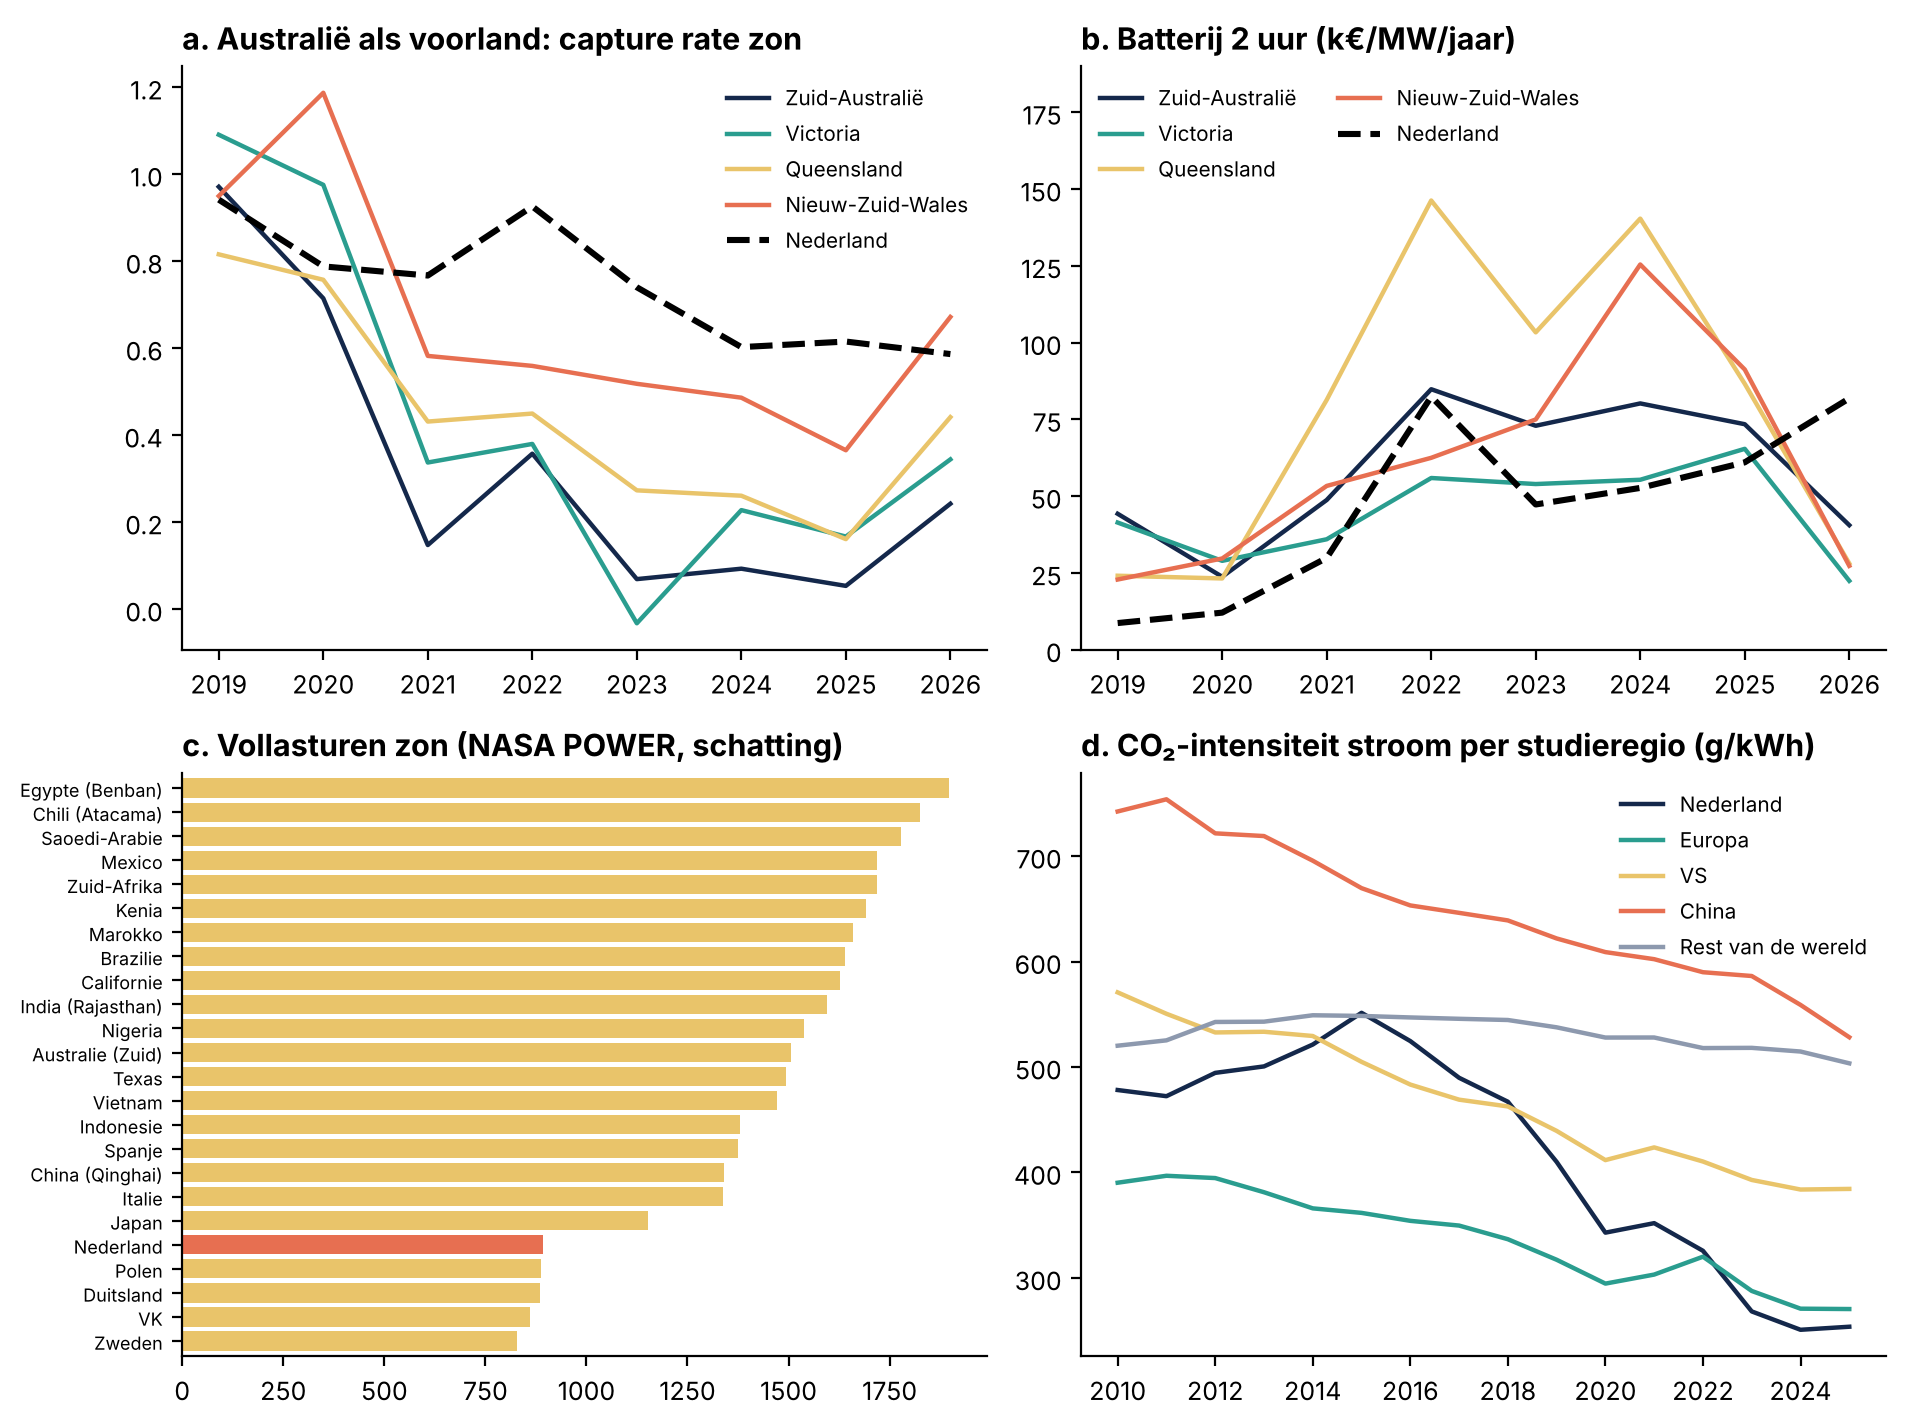 a. Australië als voorland: capture rate zon
1.2
1.0
0.8
0.6
0.4
0.2
0.0
Zuid-Australië
Victoria
Queensland
Nieuw-Zuid-Wales
Nederland
2019 2020 2021 2022 2023 2024 2025 2026
b. Batterij 2 uur (k€/MW/jaar)
175
150
125
100
75
50
25
0
Zuid-Australië
Victoria
Queensland
Nieuw-Zuid-Wales
Nederland
2019 2020 2021 2022 2023 2024 2025 2026
c. Vollasturen zon (NASA POWER, schatting)
Egypte (Benban)
Chili (Atacama)
Saoedi-Arabie
Mexico
Zuid-Afrika
Kenia
Marokko
Brazilie
Californie
India (Rajasthan)
Nigeria
Australie (Zuid)
Texas
Vietnam
Indonesie
Spanje
China (Qinghai)
Italie
Japan
Nederland
Polen
Duitsland
VK
Zweden
0 250 500 750 1000 1250 1500 1750
d. CO₂-intensiteit stroom per studieregio (g/kWh)
700
600
500
400
300
Nederland
Europa
VS
China
Rest van de wereld
2010 2012 2014 2016 2018 2020 2022 2024